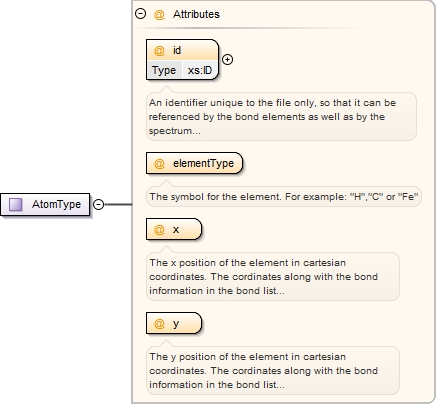 @ Attributes
@ id
Type xs:ID
An identifier unique to the file only, so that it can be
referenced by the bond elements as well as by the
spectrum...
@ elementType
The symbol for the element. For example: "H","C" or "Fe"
AtomType
@ x
The x position of the element in cartesian
coordinates. The cordinates along with the bond
information in the bond list...
@ y
The y position of the element in cartesian
coordinates. The cordinates along with the bond
information in the bond list...